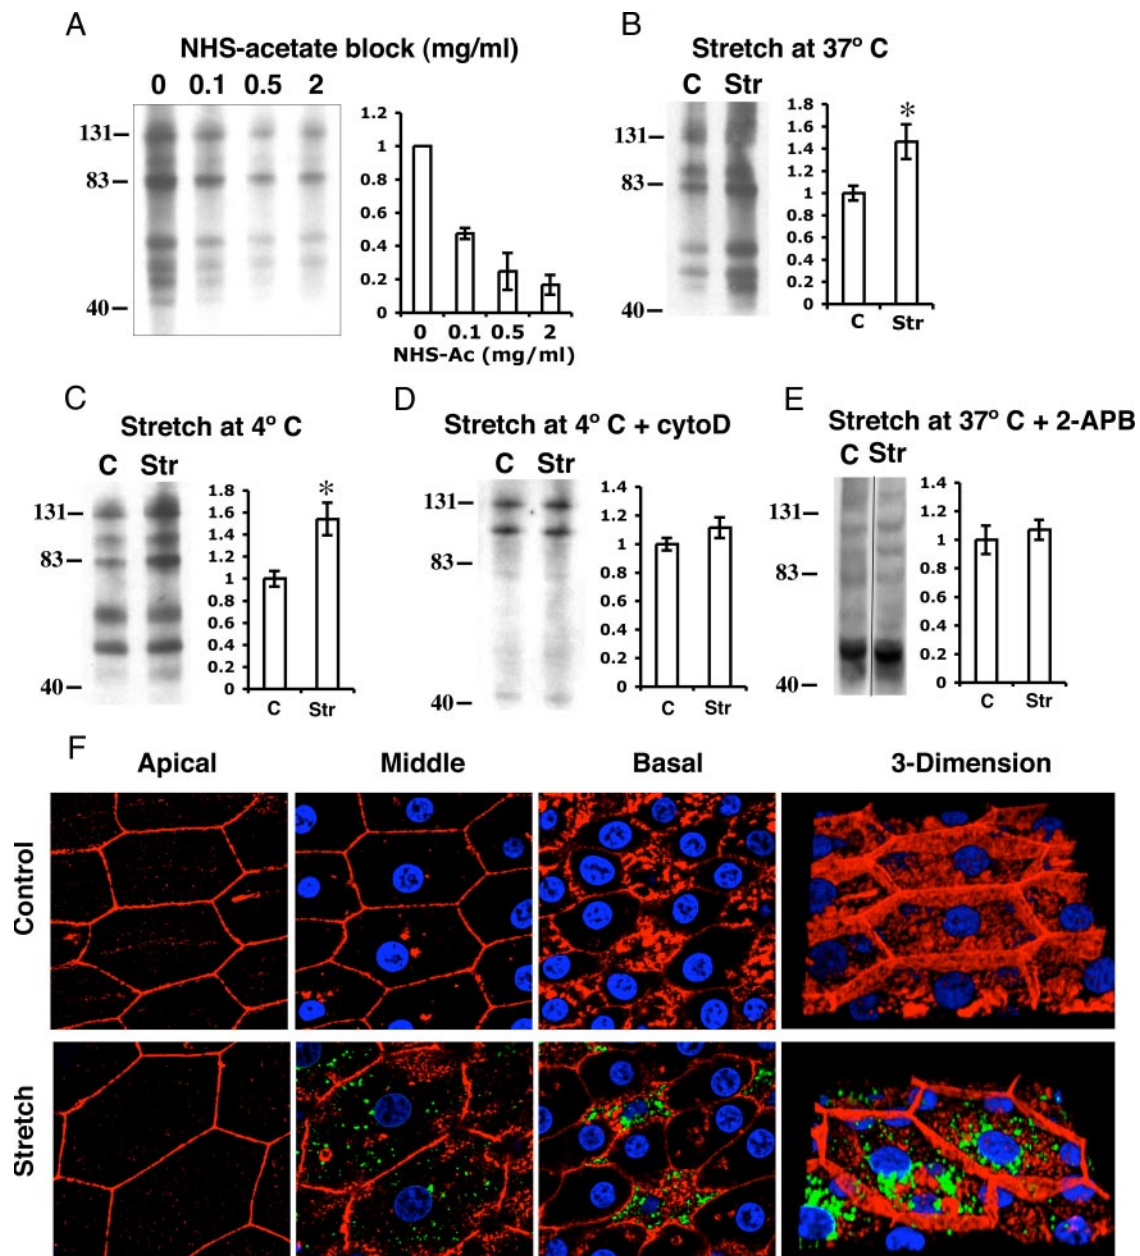 A
NHS-acetate block (mg/ml)
0 0.1 0.5 2
131
83
40
1.2
1
0.8
0.6
0.4
0.2
0
0 0.1 0.5 2
NHS-Ac (mg/ml)
B
Stretch at 37º C
C Str
131
83
40
1.8
1.6
1.4
1.2
1
0.8
0.6
0.4
0.2
0
*
C Str
C
Stretch at 4º C
C Str
131
83
40
1.8
1.6
1.4
1.2
1
0.8
0.6
0.4
0.2
0
*
C Str
D
Stretch at 4º C + cytoD
C Str
131
83
40
1.4
1.2
1
0.8
0.6
0.4
0.2
0
C Str
E
Stretch at 37º C + 2-APB
C Str
131
83
40
1.4
1.2
1
0.8
0.6
0.4
0.2
0
C Str
F
Apical Middle Basal 3-Dimension
Control
Stretch